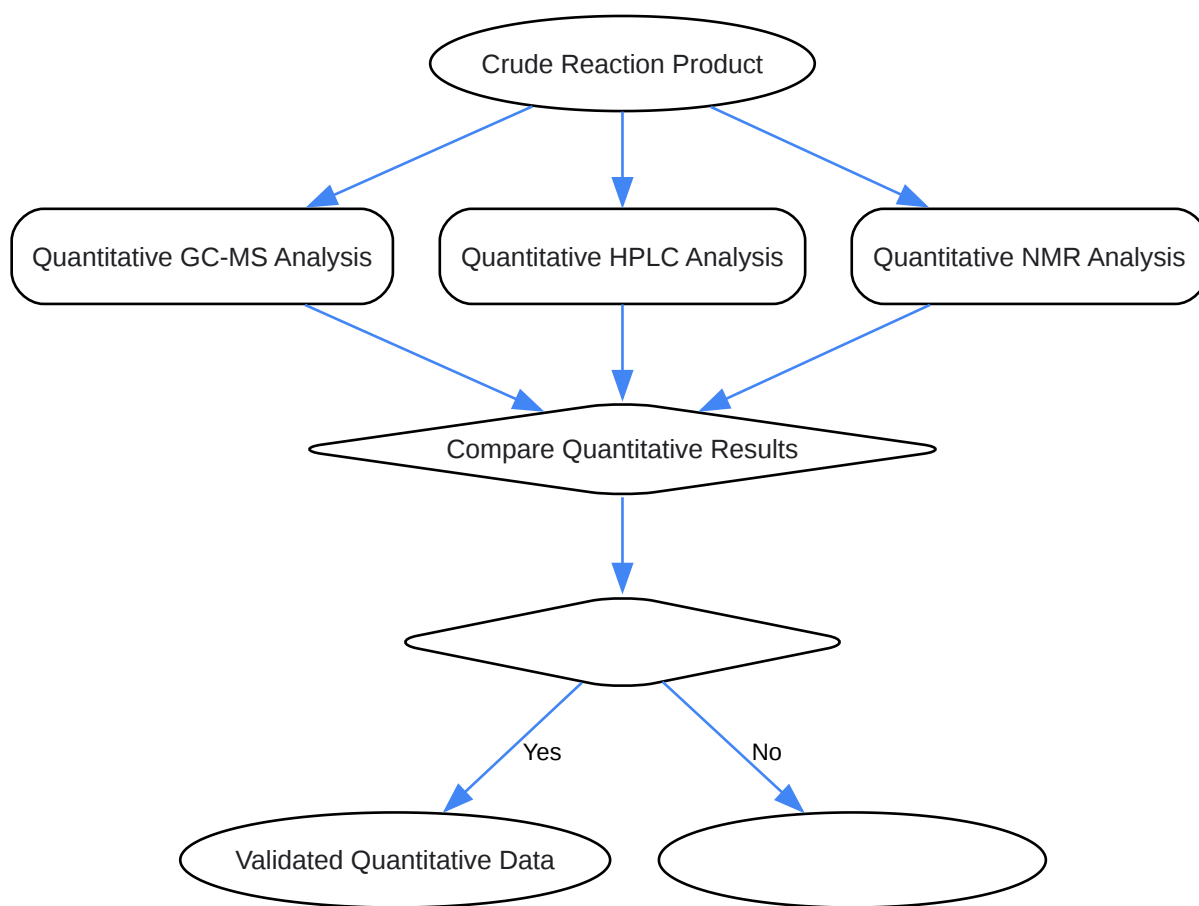 Crude Reaction Product
Quantitative GC-MS Analysis
Quantitative HPLC Analysis
Quantitative NMR Analysis
Compare Quantitative Results
Yes
No
Validated Quantitative Data